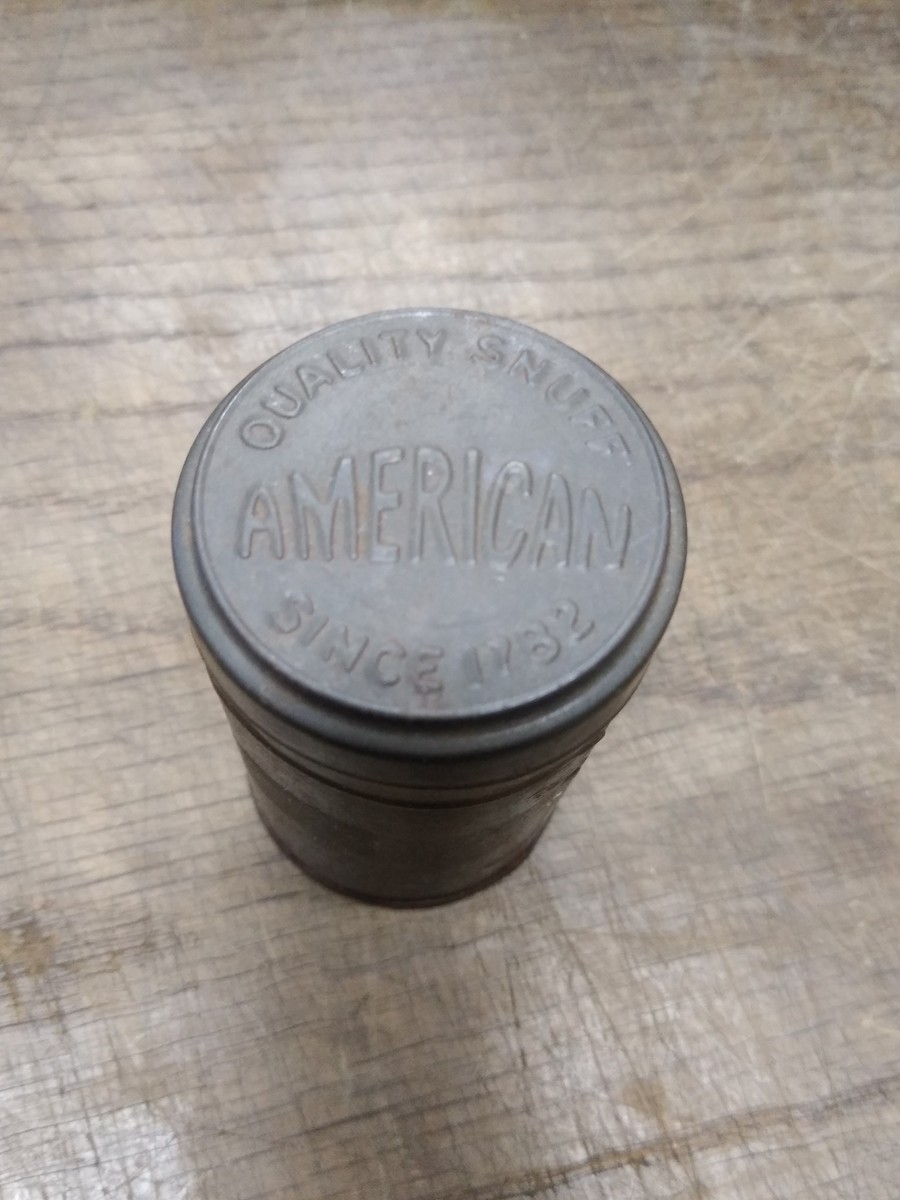 QUALITY SNUFF
AMERICAN
SINCE 1782